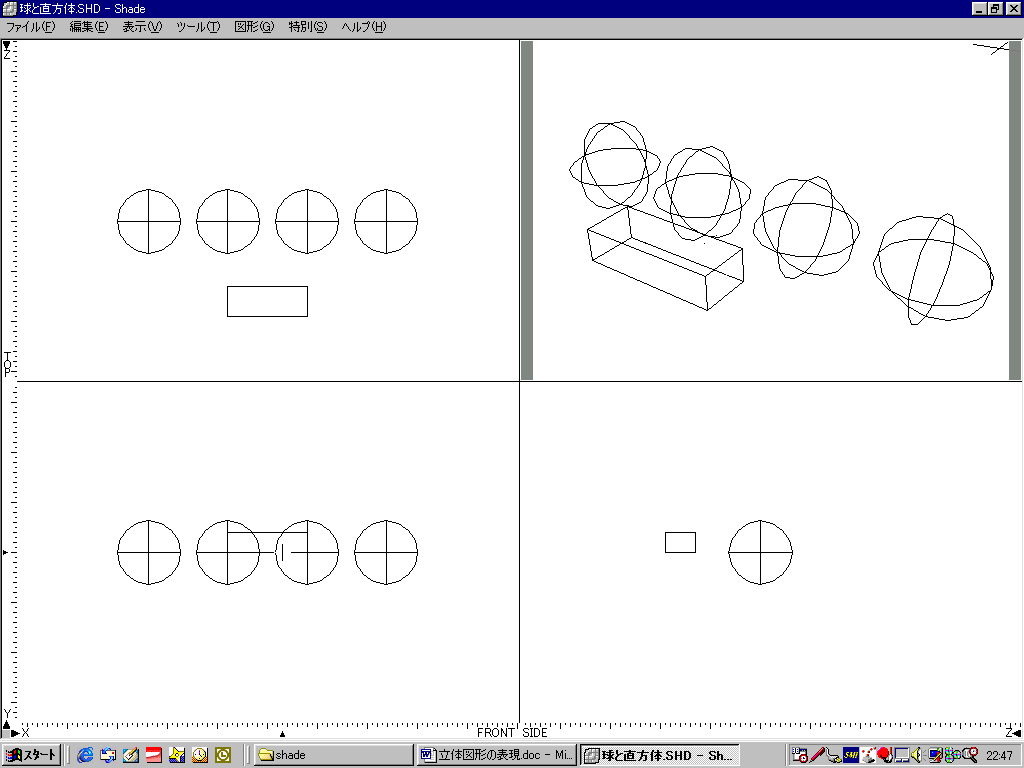 球と直方体.SHD - Shade
ファイル(F) 編集(E) 表示(V) ツール(T) 図形(G) 特別(S) ヘルプ(H)
Z
TOP
Y
X FRONT SIDE Z
スタート shade 立体図形の表現.doc - Mi... 球と直方体.SHD - Sh... 22:47